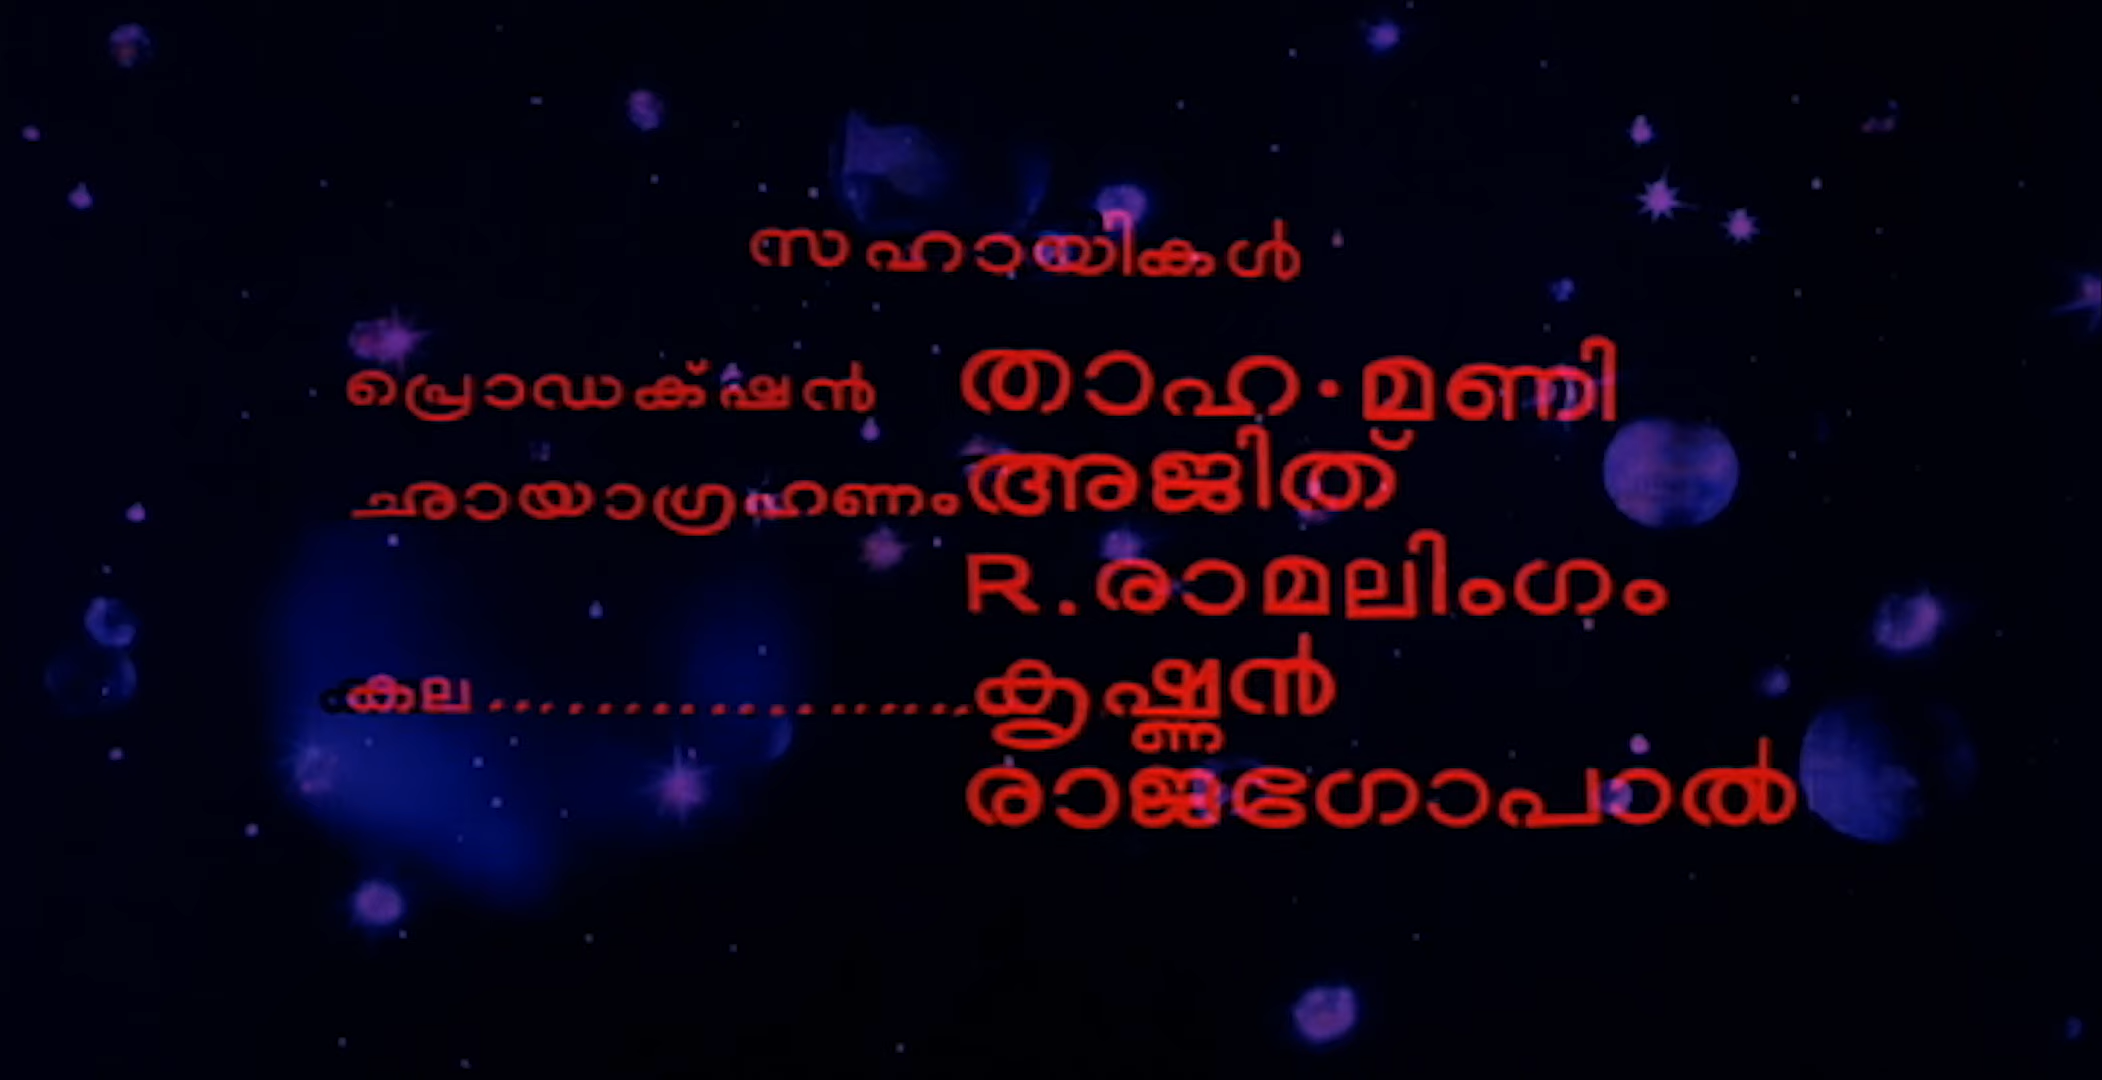 സഹായികൾ
പ്രൊഡക്ഷൻ താഹ·മണി
ഛായാഗ്രഹണം അജിത്
R.രാമലിംഗം
കല .................... കൃഷ്ണൻ
രാജഗോപാൽ